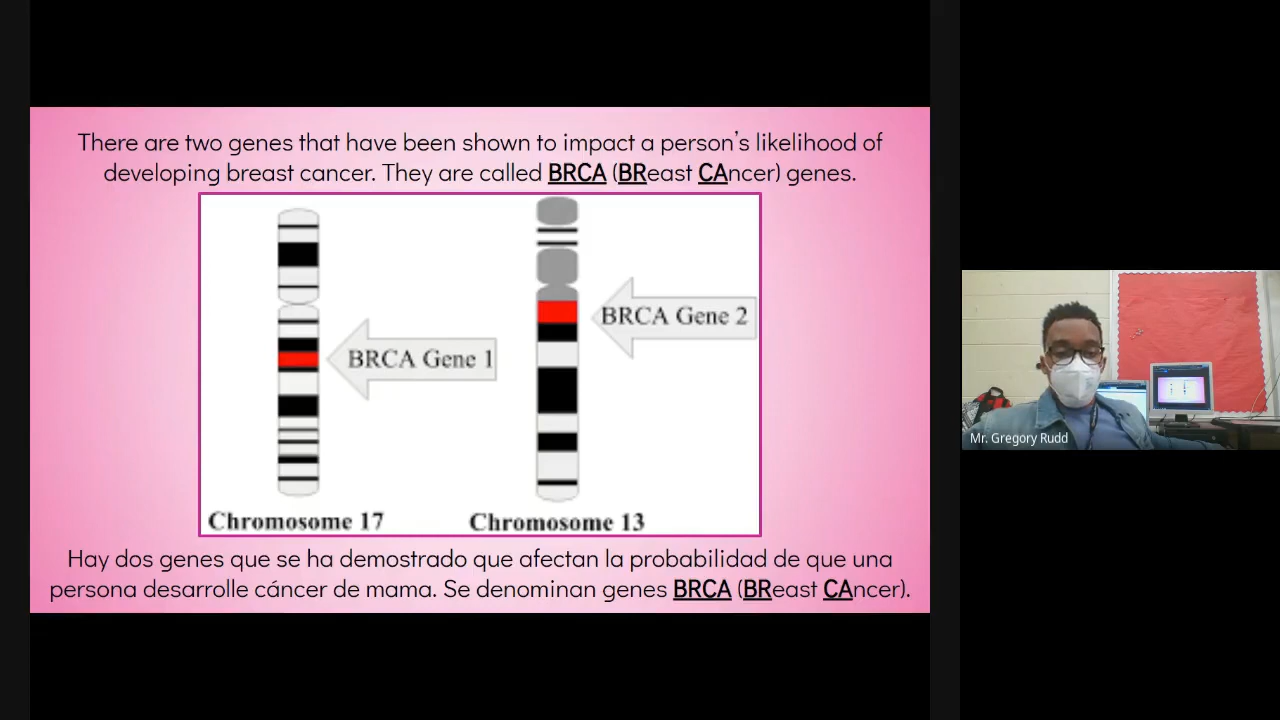 There are two genes that have been shown to impact a person's likelihood of
developing breast cancer. They are called BRCA (BReast CAncer) genes.
BRCA Gene 1
BRCA Gene 2
Chromosome 17
Chromosome 13
Hay dos genes que se ha demostrado que afectan la probabilidad de que una
persona desarrolle cáncer de mama. Se denominan genes BRCA (BReast CAncer).
Mr. Gregory Rudd